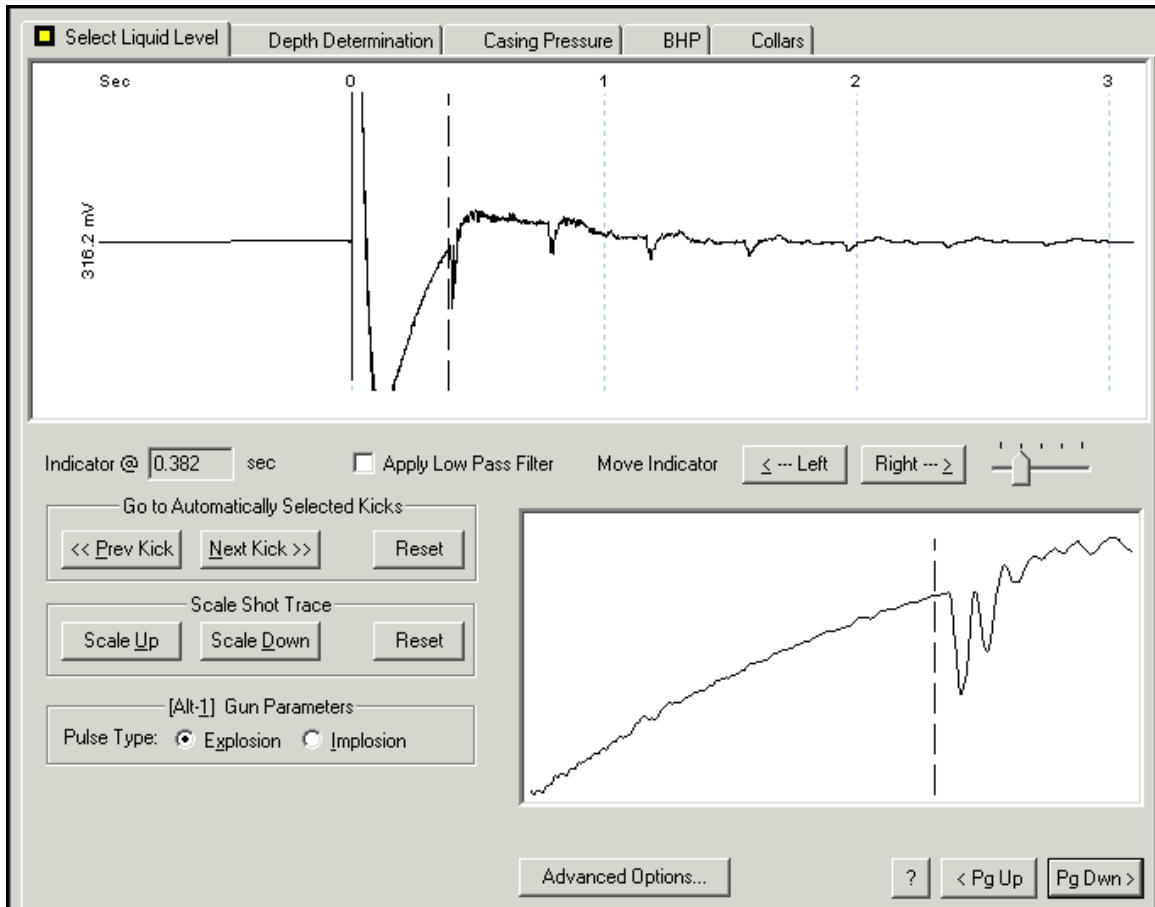 Select Liquid Level Depth Determination Casing Pressure BHP Collars
Sec 0 1 2 3
316.2 mV
Indicator @ 0.382 sec Apply Low Pass Filter Move Indicator < --- Left Right --- >
Go to Automatically Selected Kicks
<< Prev Kick Next Kick >> Reset
Scale Shot Trace
Scale Up Scale Down Reset
[Alt-1] Gun Parameters
Pulse Type: Explosion Implosion
Advanced Options... ? < Pg Up Pg Dwn >